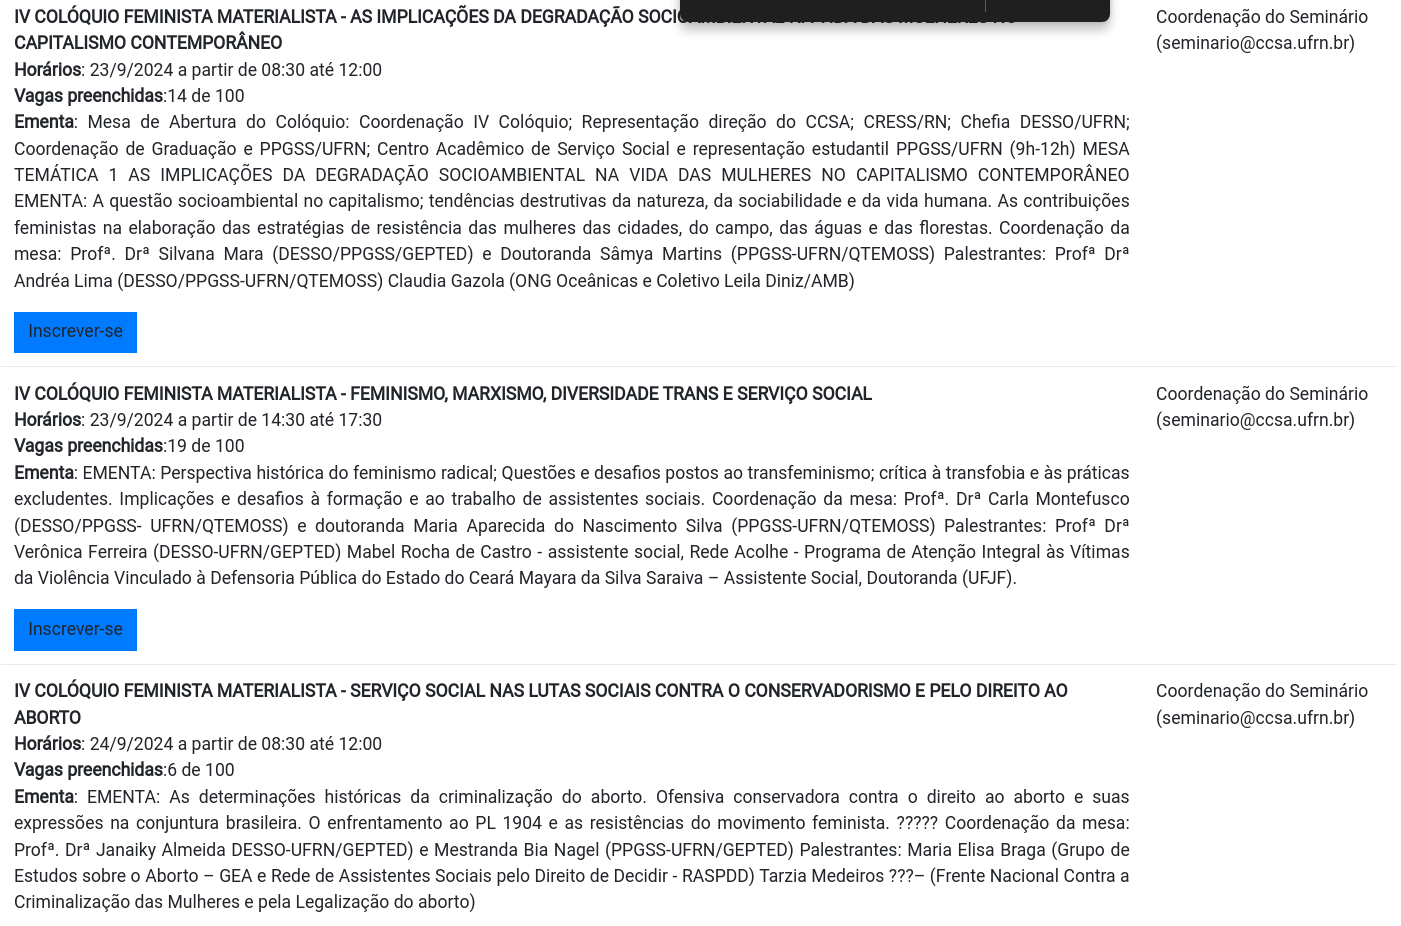 IV COLÓQUIO FEMINISTA MATERIALISTA - AS IMPLICAÇÕES DA DEGRADAÇÃO
CAPITALISMO CONTEMPORÂNEO
Horários: 23/9/2024 a partir de 08:30 até 12:00
Vagas preenchidas:14 de 100
Ementa: Mesa de Abertura do Colóquio: Coordenação IV Colóquio; Representação direção do CCSA; CRESS/RN; Chefia DESSO/UFRN;
Coordenação de Graduação e PPGSS/UFRN; Centro Acadêmico de Serviço Social e representação estudantil PPGSS/UFRN (9h-12h) MESA
TEMÁTICA 1 AS IMPLICAÇÕES DA DEGRADAÇÃO SOCIOAMBIENTAL NA VIDA DAS MULHERES NO CAPITALISMO CONTEMPORÂNEO
EMENTA: A questão socioambiental no capitalismo; tendências destrutivas da natureza, da sociabilidade e da vida humana. As contribuições
feministas na elaboração das estratégias de resistência das mulheres das cidades, do campo, das águas e das florestas. Coordenação da
mesa: Profª. Drª Silvana Mara (DESSO/PPGSS/GEPTED) e Doutoranda Sâmya Martins (PPGSS-UFRN/QTEMOSS) Palestrantes: Profª Drª
Andréa Lima (DESSO/PPGSS-UFRN/QTEMOSS) Claudia Gazola (ONG Oceânicas e Coletivo Leila Diniz/AMB)
Inscrever-se
Coordenação do Seminário
(seminario@ccsa.ufrn.br)
IV COLÓQUIO FEMINISTA MATERIALISTA - FEMINISMO, MARXISMO, DIVERSIDADE TRANS E SERVIÇO SOCIAL
Horários: 23/9/2024 a partir de 14:30 até 17:30
Vagas preenchidas:19 de 100
Ementa: EMENTA: Perspectiva histórica do feminismo radical; Questões e desafios postos ao transfeminismo; crítica à transfobia e às práticas
excludentes. Implicações e desafios à formação e ao trabalho de assistentes sociais. Coordenação da mesa: Profª. Drª Carla Montefusco
(DESSO/PPGSS- UFRN/QTEMOSS) e doutoranda Maria Aparecida do Nascimento Silva (PPGSS-UFRN/QTEMOSS) Palestrantes: Profª Drª
Verônica Ferreira (DESSO-UFRN/GEPTED) Mabel Rocha de Castro - assistente social, Rede Acolhe - Programa de Atenção Integral às Vítimas
da Violência Vinculado à Defensoria Pública do Estado do Ceará Mayara da Silva Saraiva – Assistente Social, Doutoranda (UFJF).
Inscrever-se
Coordenação do Seminário
(seminario@ccsa.ufrn.br)
IV COLÓQUIO FEMINISTA MATERIALISTA - SERVIÇO SOCIAL NAS LUTAS SOCIAIS CONTRA O CONSERVADORISMO E PELO DIREITO AO
ABORTO
Horários: 24/9/2024 a partir de 08:30 até 12:00
Vagas preenchidas:6 de 100
Ementa: EMENTA: As determinações históricas da criminalização do aborto. Ofensiva conservadora contra o direito ao aborto e suas
expressões na conjuntura brasileira. O enfrentamento ao PL 1904 e as resistências do movimento feminista. ????? Coordenação da mesa:
Profª. Drª Janaiky Almeida DESSO-UFRN/GEPTED) e Mestranda Bia Nagel (PPGSS-UFRN/GEPTED) Palestrantes: Maria Elisa Braga (Grupo de
Estudos sobre o Aborto – GEA e Rede de Assistentes Sociais pelo Direito de Decidir - RASPDD) Tarzia Medeiros ???– (Frente Nacional Contra a
Criminalização das Mulheres e pela Legalização do aborto)
Coordenação do Seminário
(seminario@ccsa.ufrn.br)